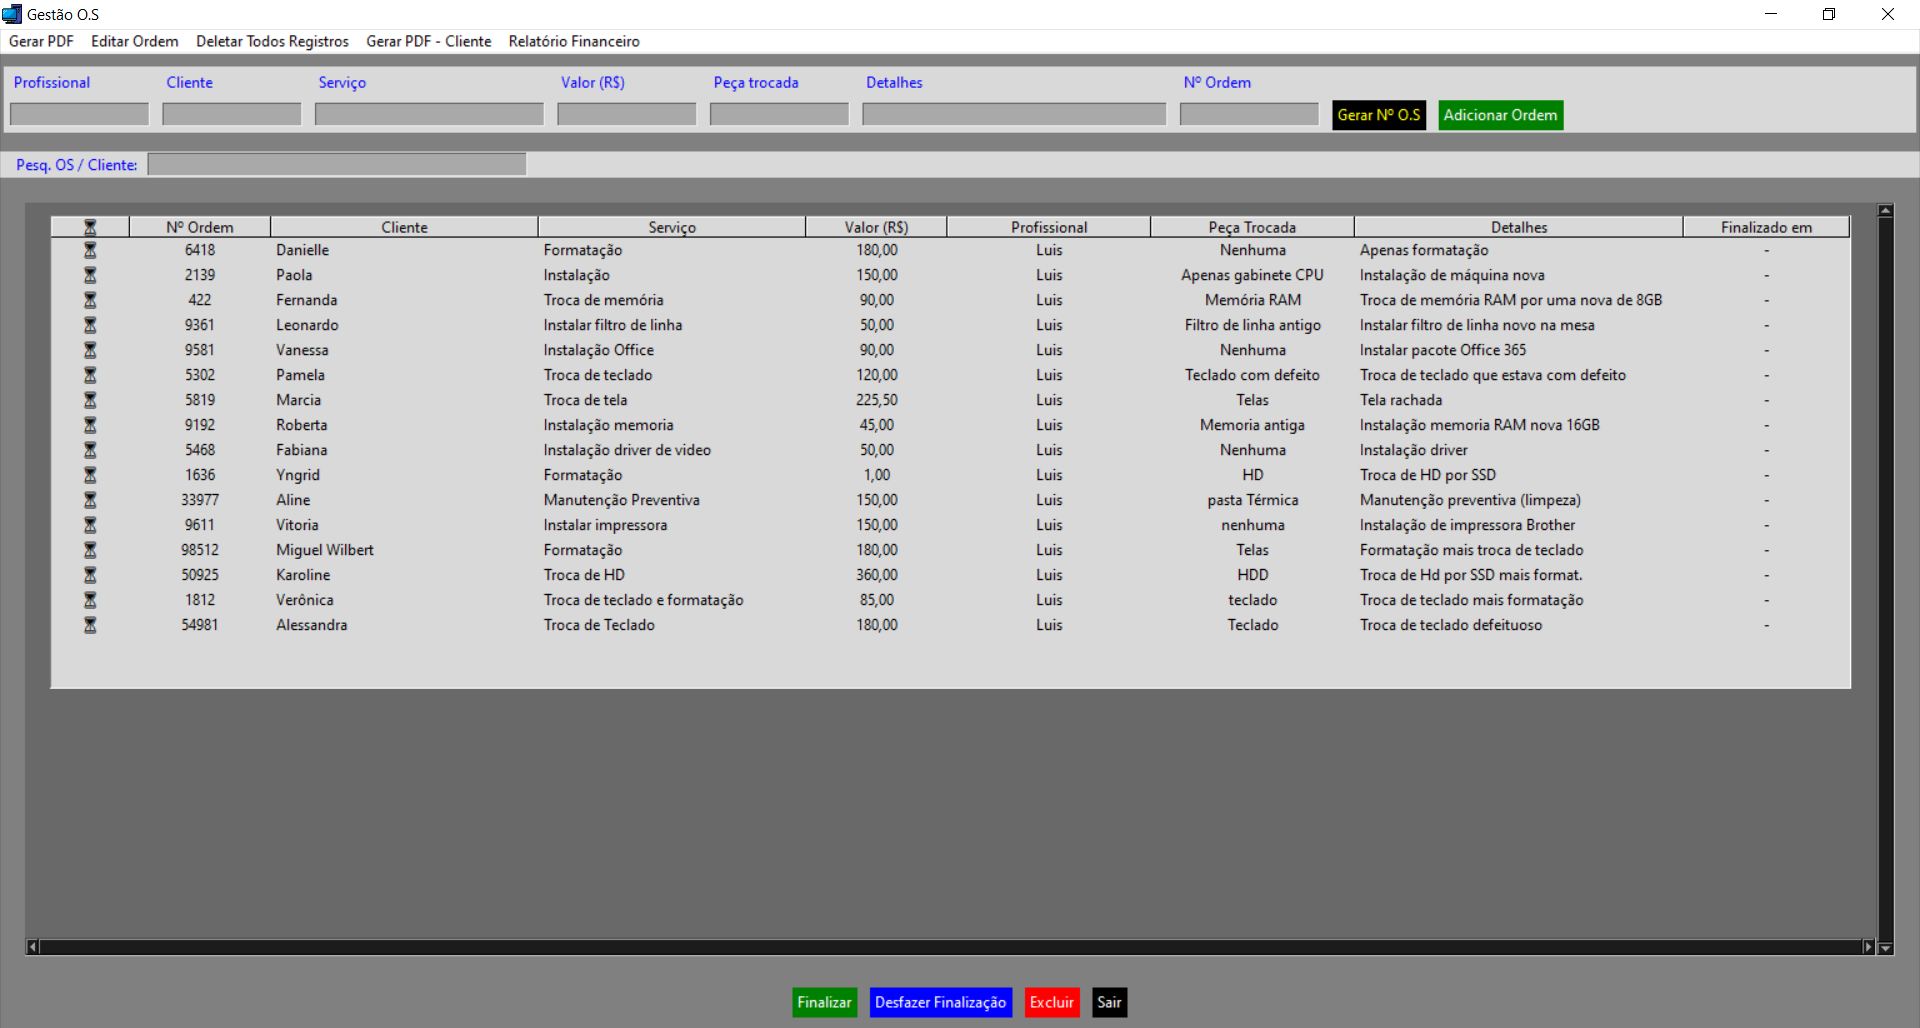 Gestão O.S
Gerar PDF Editar Ordem Deletar Todos Registros Gerar PDF - Cliente Relatório Financeiro
Profissional Cliente Serviço Valor (R$) Peça trocada Detalhes Nº Ordem
Gerar Nº O.S Adicionar Ordem
Pesq. OS / Cliente:
Nº Ordem Cliente Serviço Valor (R$) Profissional Peça Trocada Detalhes Finalizado em
6418 Danielle Formatação 180,00 Luis Nenhuma Apenas formatação -
2139 Paola Instalação 150,00 Luis Apenas gabinete CPU Instalação de máquina nova -
422 Fernanda Troca de memória 90,00 Luis Memória RAM Troca de memória RAM por uma nova de 8GB -
9361 Leonardo Instalar filtro de linha 50,00 Luis Filtro de linha antigo Instalar filtro de linha novo na mesa -
9581 Vanessa Instalação Office 90,00 Luis Nenhuma Instalar pacote Office 365 -
5302 Pamela Troca de teclado 120,00 Luis Teclado com defeito Troca de teclado que estava com defeito -
5819 Marcia Troca de tela 225,50 Luis Telas Tela rachada -
9192 Roberta Instalação memoria 45,00 Luis Memoria antiga Instalação memoria RAM nova 16GB -
5468 Fabiana Instalação driver de video 50,00 Luis Nenhuma Instalação driver -
1636 Yngrid Formatação 1,00 Luis HD Troca de HD por SSD -
33977 Aline Manutenção Preventiva 150,00 Luis pasta Térmica Manutenção preventiva (limpeza) -
9611 Vitoria Instalar impressora 150,00 Luis nenhuma Instalação de impressora Brother -
98512 Miguel Wilbert Formatação 180,00 Luis Telas Formatação mais troca de teclado -
50925 Karoline Troca de HD 360,00 Luis HDD Troca de Hd por SSD mais format. -
1812 Verônica Troca de teclado e formatação 85,00 Luis teclado Troca de teclado mais formatação -
54981 Alessandra Troca de Teclado 180,00 Luis Teclado Troca de teclado defeituoso -
Finalizar Desfazer Finalização Excluir Sair